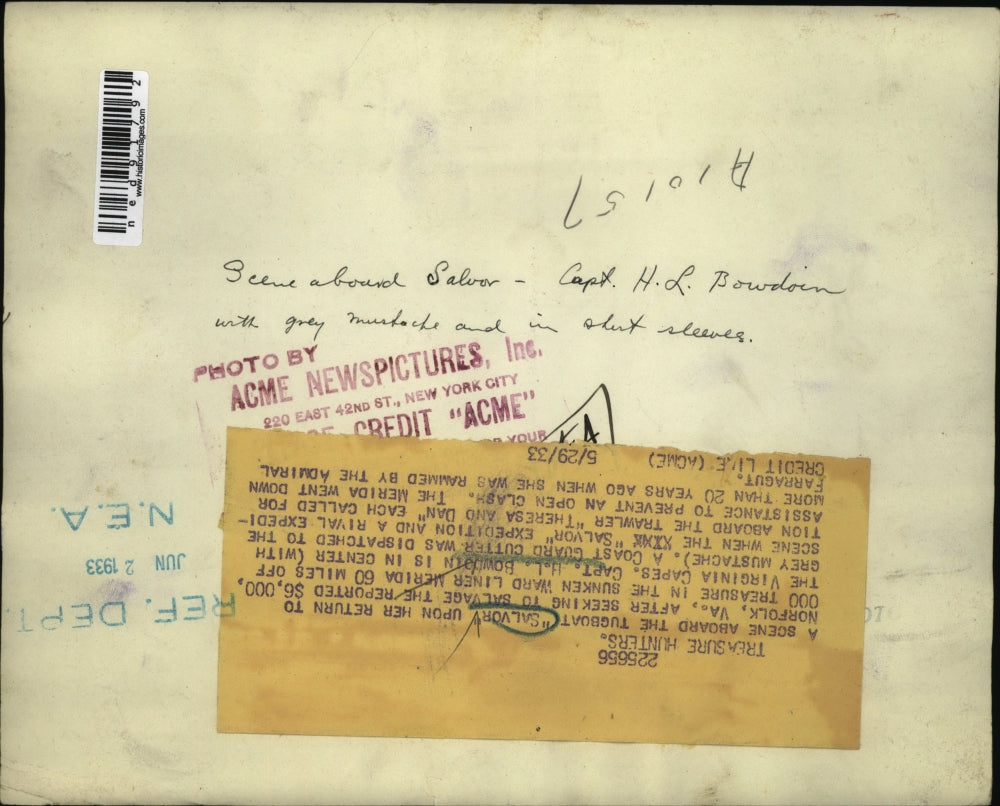 ned91792
www.historicimages.com
A10157
Scene aboard Salvor - Capt. H. L. Bowdoin
with grey mustache and in shirt sleeves.
PHOTO BY
ACME NEWSPICTURES, Inc.
220 EAST 42ND ST., NEW YORK CITY
CREDIT "ACME"
YOUR
225656
TREASURE HUNTERS.
A SCENE ABOARD THE TUGBOAT "SALVOR" UPON HER RETURN TO
NORFOLK, VA., AFTER SEEKING TO SALVAGE THE REPORTED $6,000,
000 TREASURE IN THE SUNKEN WARD LINER MERIDA 60 MILES OFF
THE VIRGINIA CAPES. CAPT. H.L. BOWDOIN IS IN CENTER (WITH
GREY MUSTACHE). A COAST GUARD CUTTER WAS DISPATCHED TO THE
SCENE WHEN THE "SALVOR" EXPEDITION AND A RIVAL EXPEDI-
TION ABOARD THE TRAWLER "THERESA AND DAN" EACH CALLED FOR
ASSISTANCE TO PREVENT AN OPEN CLASH. THE MERIDA WENT DOWN
MORE THAN 20 YEARS AGO WHEN SHE WAS RAMMED BY THE ADMIRAL
FARRAGUT.
CREDIT LINE (ACME) 5/29/33
REF. DEPT.
JUN 2 1933
N.E.A.